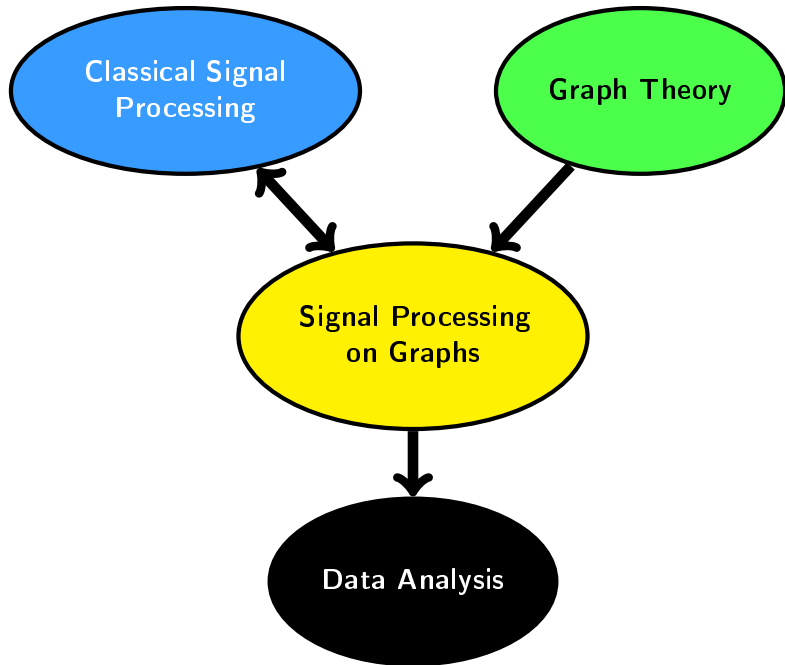 Classical Signal
Processing
Graph Theory
Signal Processing
on Graphs
Data Analysis